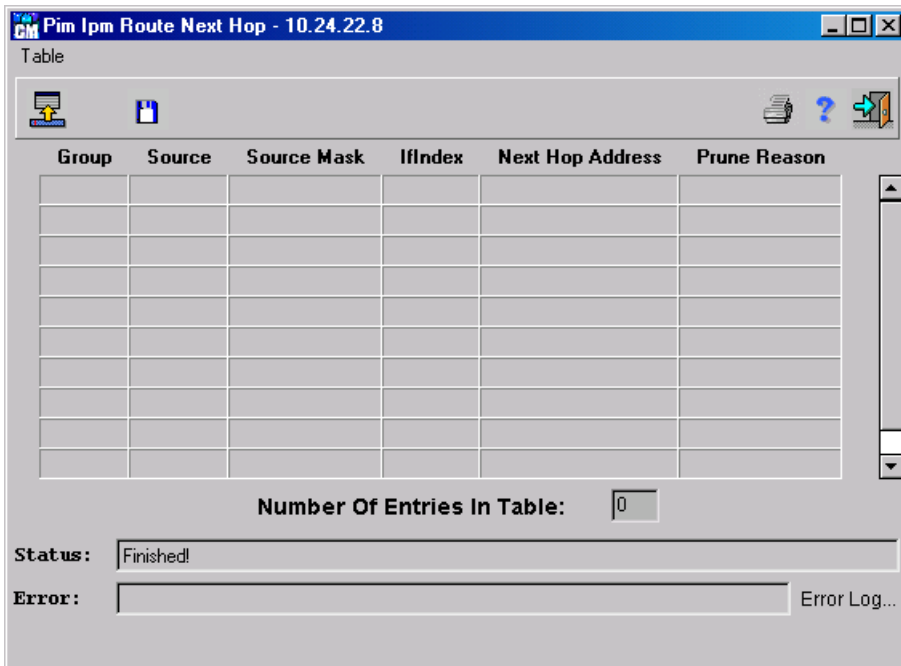 CM Pim Ipm Route Next Hop - 10.24.22.8
Table
?
Group Source Source Mask IfIndex Next Hop Address Prune Reason
Number Of Entries In Table: 0
Status: Finished!
Error: Error Log...